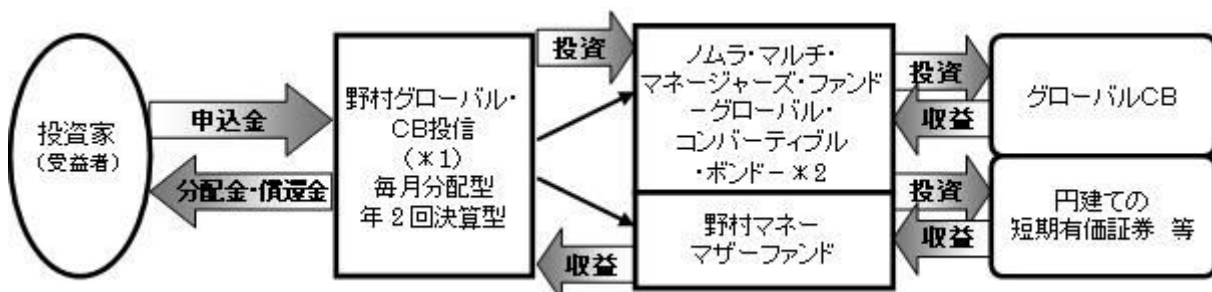 投資家
(受益者)
申込金
分配金・償還金
野村グローバル・
CB投信
(*1)
毎月分配型
年2回決算型
投資
収益
ノムラ・マルチ・
マネージャーズ・ファンド
-グローバル・
コンバーティブル
・ボンド-*2
野村マネー
マザーファンド
投資
収益
投資
収益
グローバルCB
円建ての
短期有価証券 等